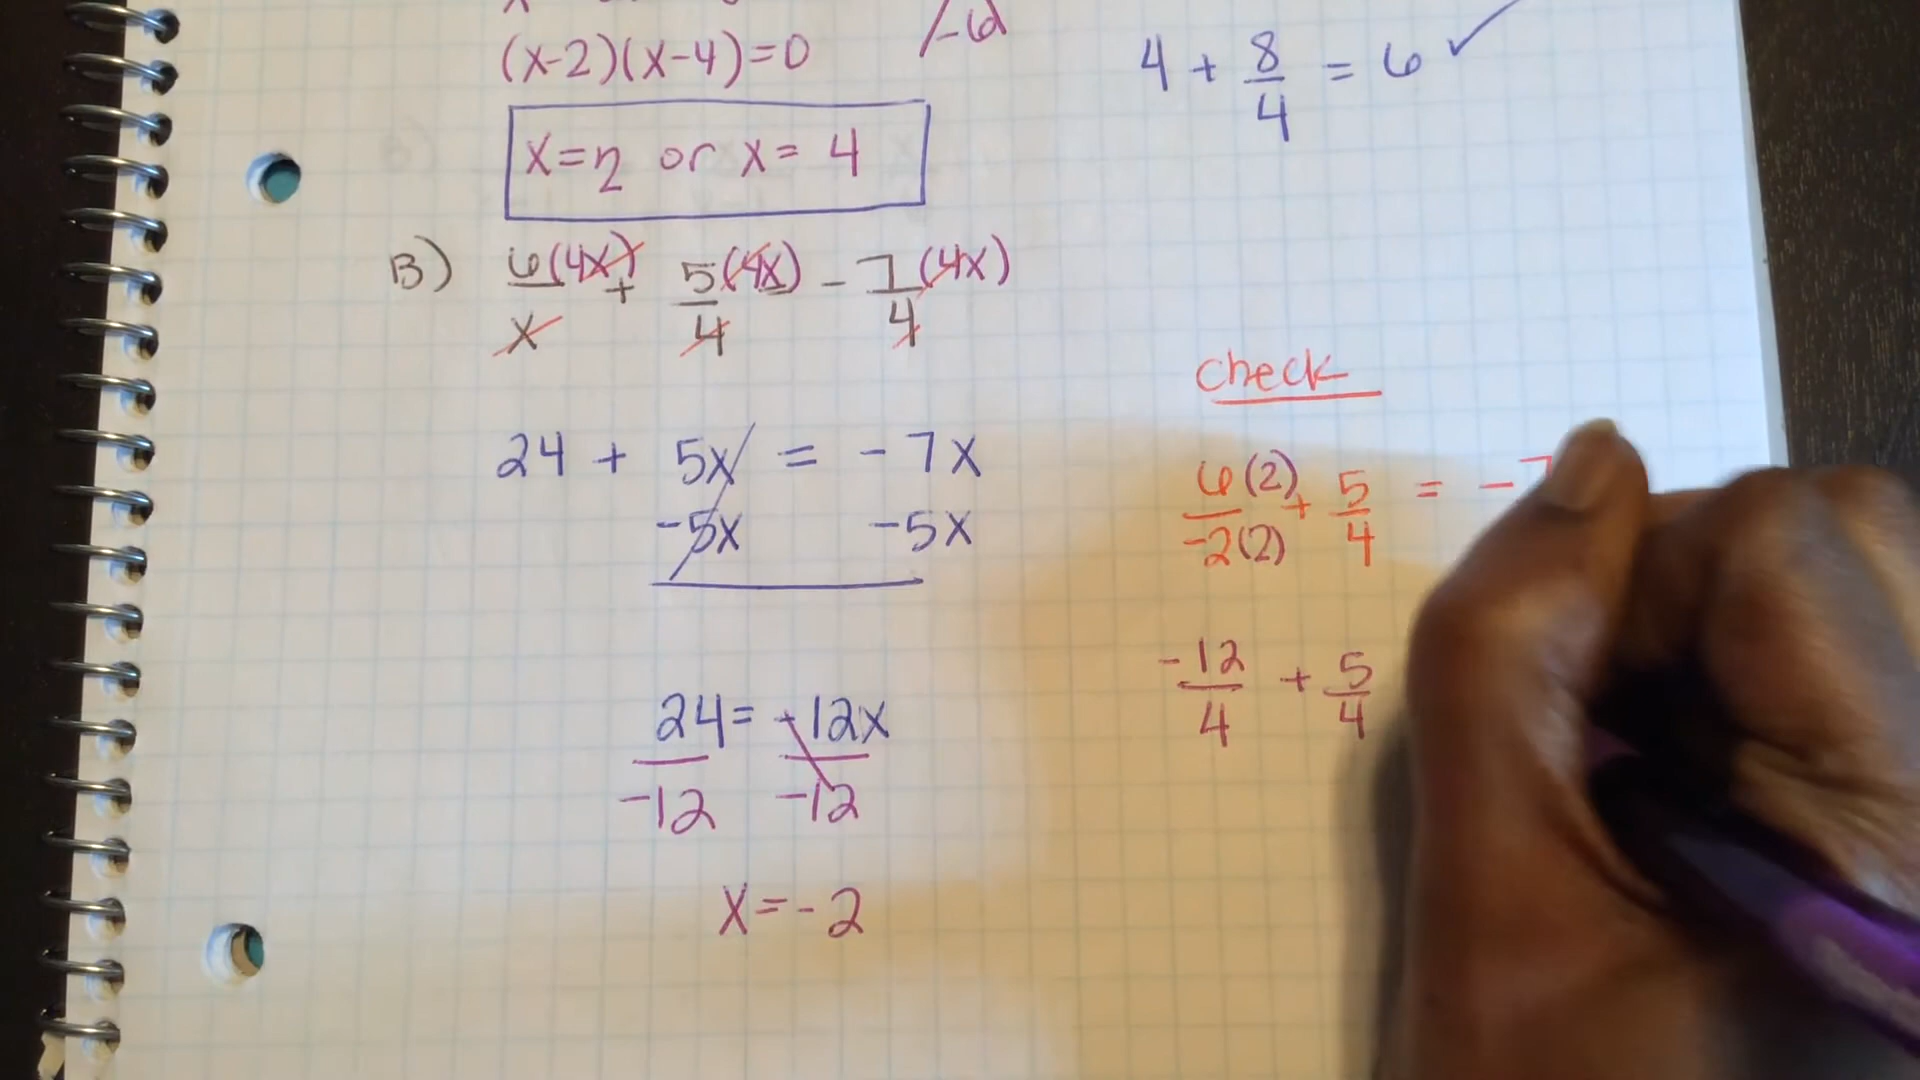 (x-2)(x-4)=0
/-6
x=2 or x= 4
4 + 8/4 = 6 ✓
B) 6(4x)/x + 5(4x)/4 - 7(4x)/4
24 + 5x = - 7x
-5x -5x
24= -12x
-12 -12
x=-2
check
6(2)/-2(2) + 5/4 = -7
-12/4 + 5/4